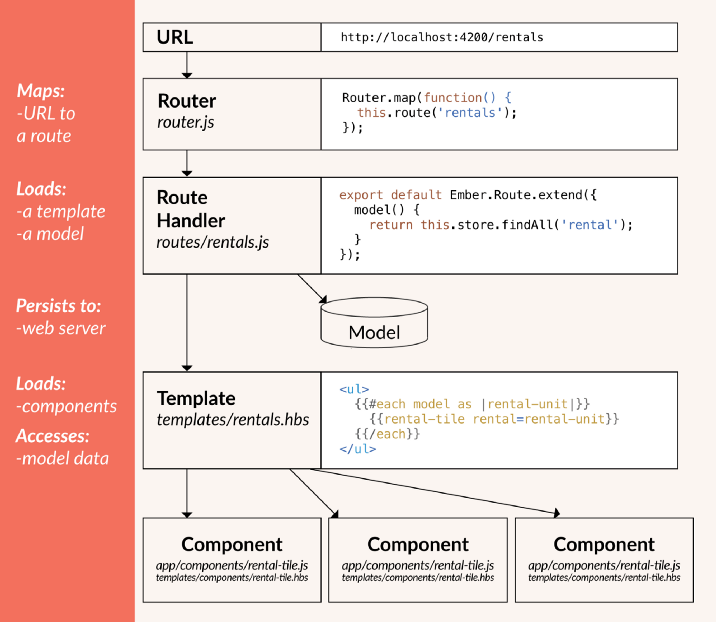 URL
http://localhost:4200/rentals
Maps:
-URL to
a route
Router
router.js
Router.map(function() {
  this.route('rentals');
});
Loads:
-a template
-a model
Route
Handler
routes/rentals.js
export default Ember.Route.extend({
  model() {
    return this.store.findAll('rental');
  }
});
Persists to:
-web server
Model
Loads:
-components
Accesses:
-model data
Template
templates/rentals.hbs
<ul>
  {{#each model as |rental-unit|}}
    {{rental-tile rental=rental-unit}}
  {{/each}}
</ul>
Component
app/components/rental-tile.js
templates/components/rental-tile.hbs
Component
app/components/rental-tile.js
templates/components/rental-tile.hbs
Component
app/components/rental-tile.js
templates/components/rental-tile.hbs